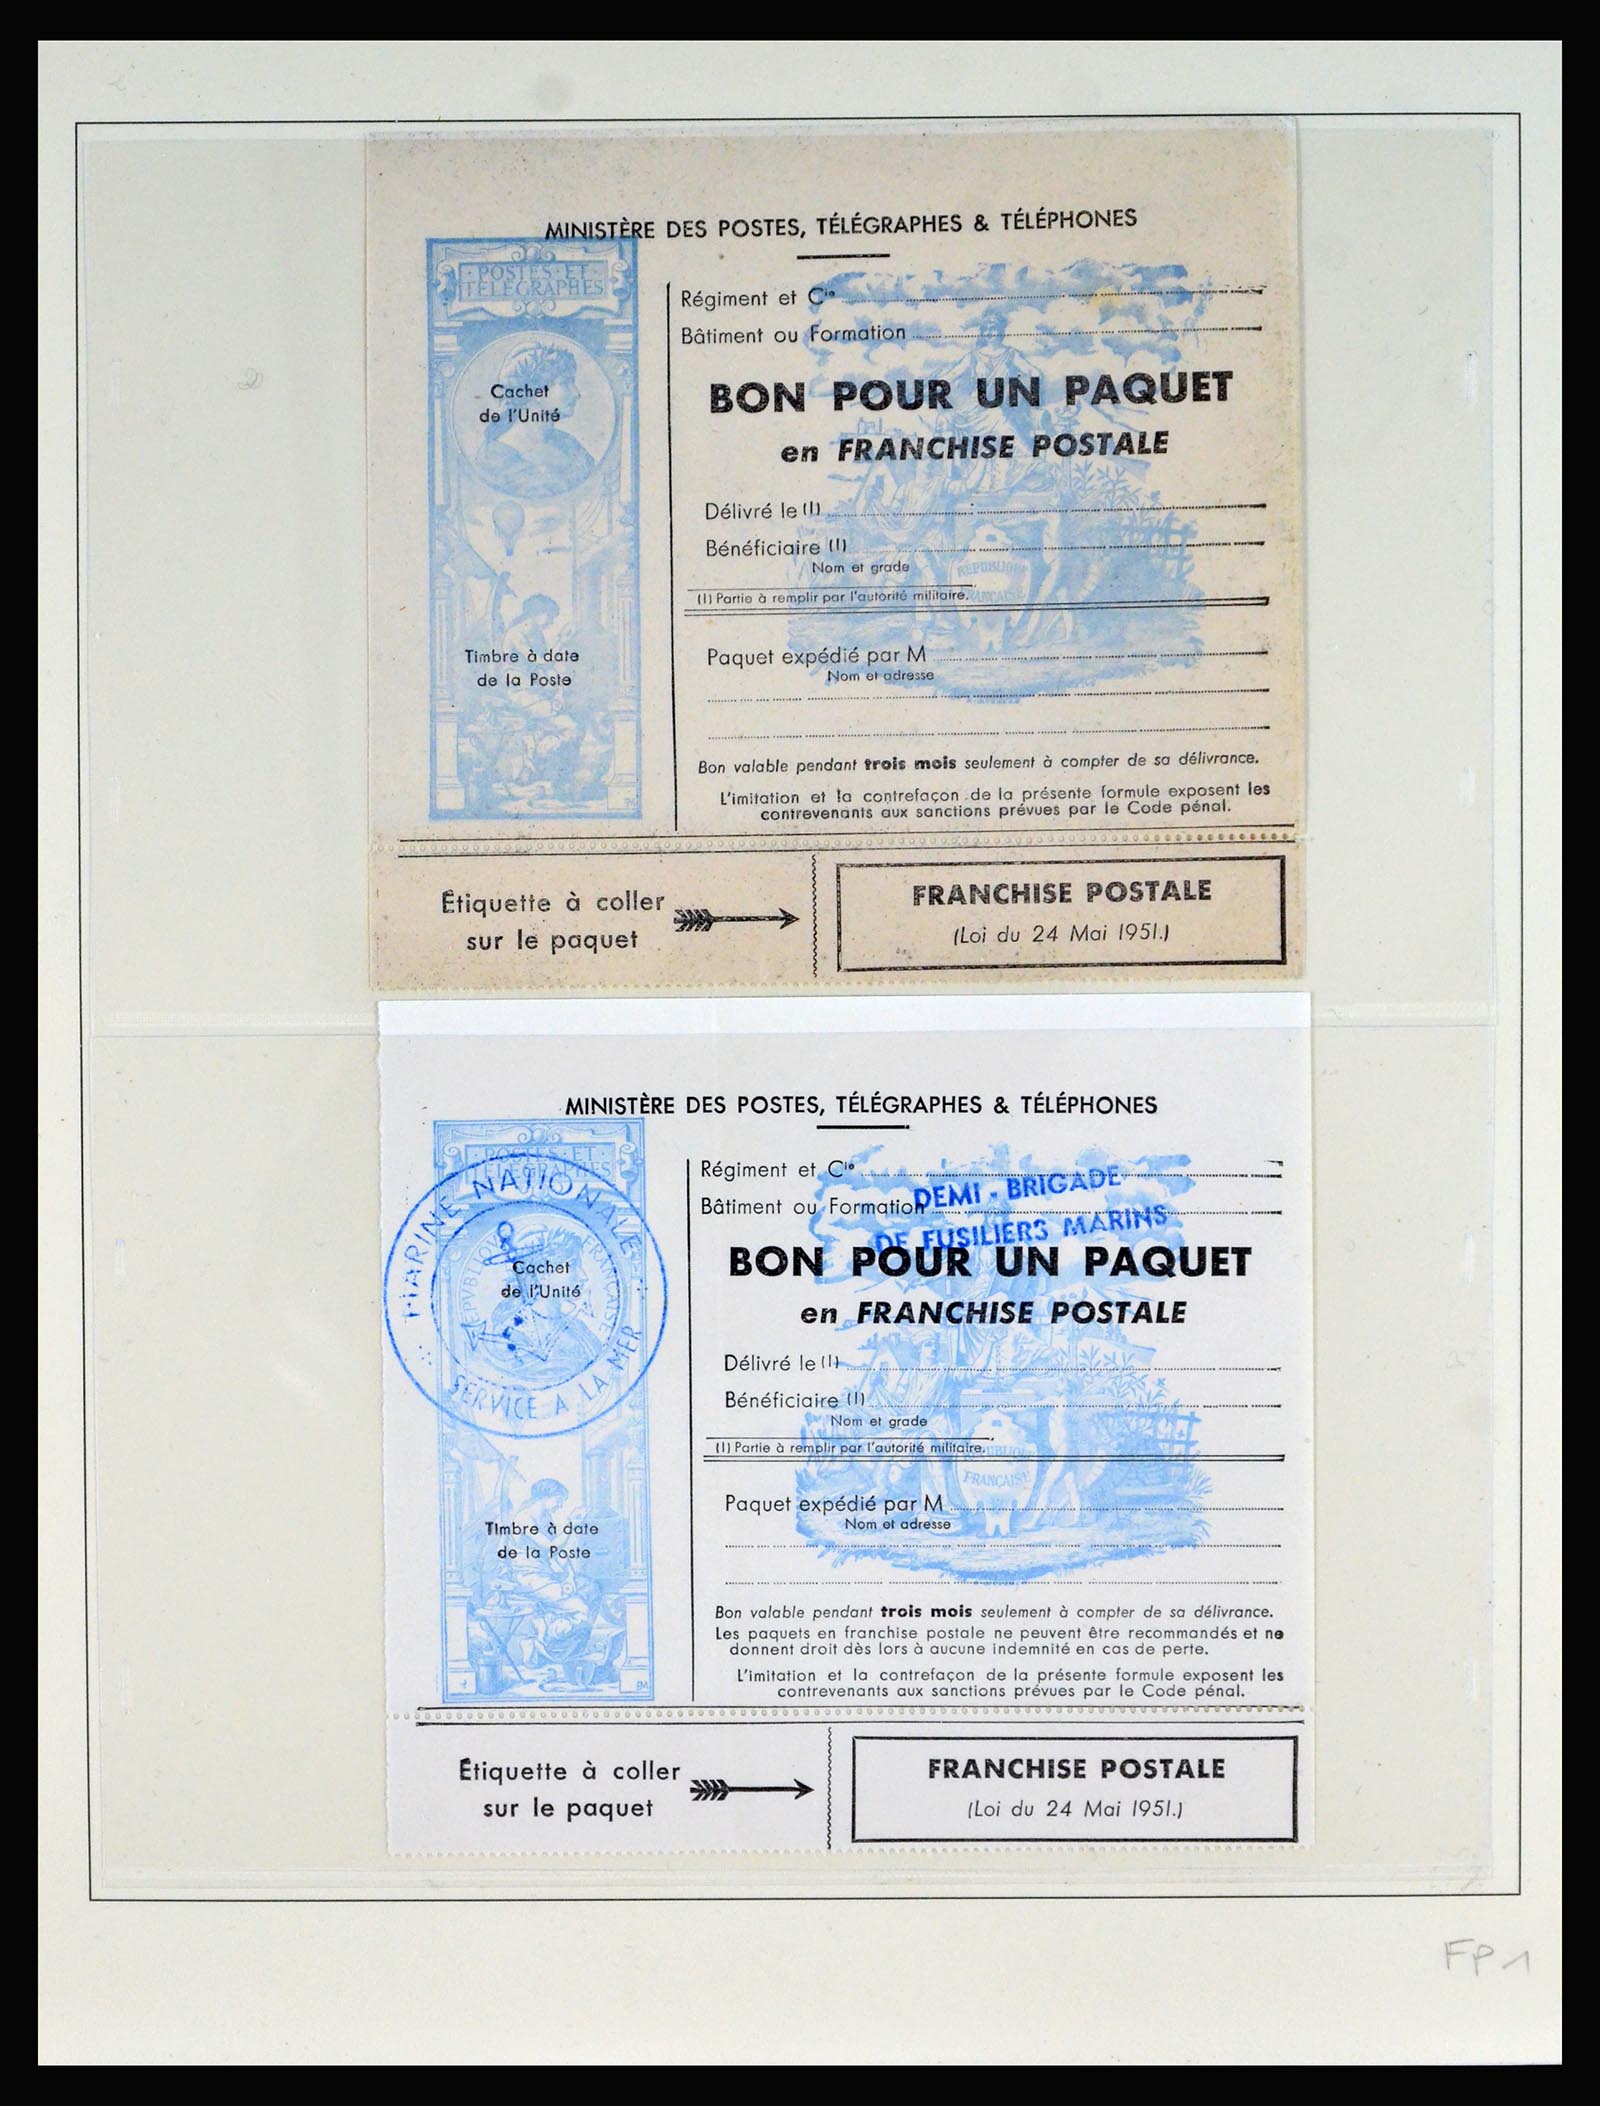 MINISTÈRE DES POSTES, TÉLÉGRAPHES & TÉLÉPHONES
POSTES·ET·
TÉLÉGRAPHES
Régiment et Cie
Bâtiment ou Formation
Cachet
de l'Unité
BON POUR UN PAQUET
en FRANCHISE POSTALE
Délivré le (1)
Bénéficiaire (1)
Nom et grade
RÉPUBLIQUE
FRANÇAISE
(1) Partie à remplir par l'autorité militaire.
Timbre à date
de la Poste
Paquet expédié par M
Nom et adresse
Bon valable pendant trois mois seulement à compter de sa délivrance.
L'imitation et la contrefaçon de la présente formule exposent les
contrevenants aux sanctions prévues par le Code pénal.
Étiquette à coller
sur le paquet
FRANCHISE POSTALE
(Loi du 24 Mai 1951.)
MINISTÈRE DES POSTES, TÉLÉGRAPHES & TÉLÉPHONES
POSTES·ET·
TÉLÉGRAPHES
MARINE NATIONALE
SERVICE A LA MER
RÉPUBLIQUE FRANÇAISE
Régiment et Cie
Bâtiment ou Formation
DEMI-BRIGADE
DE FUSILIERS MARINS
Cachet
de l'Unité
BON POUR UN PAQUET
en FRANCHISE POSTALE
Délivré le (1)
Bénéficiaire (1)
Nom et grade
RÉPUBLIQUE
FRANÇAISE
(1) Partie à remplir par l'autorité militaire.
Timbre à date
de la Poste
Paquet expédié par M
Nom et adresse
Bon valable pendant trois mois seulement à compter de sa délivrance.
Les paquets en franchise postale ne peuvent être recommandés et ne
donnent droit dès lors à aucune indemnité en cas de perte.
L'imitation et la contrefaçon de la présente formule exposent les
contrevenants aux sanctions prévues par le Code pénal.
Étiquette à coller
sur le paquet
FRANCHISE POSTALE
(Loi du 24 Mai 1951.)
FP1